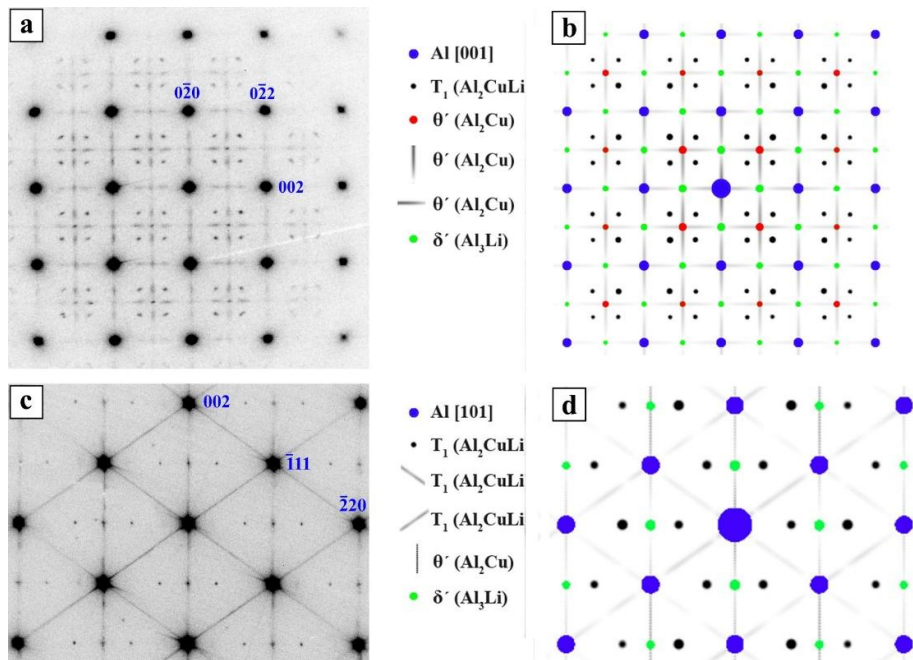 a
02̄0
02̄2
002
Al [001]
T₁ (Al₂CuLi
θ´ (Al₂Cu)
θ´ (Al₂Cu)
θ´ (Al₂Cu)
δ´ (Al₃Li)
b
c
002
1̄11
2̄20
Al [101]
T₁ (Al₂CuLi
T₁ (Al₂CuLi
T₁ (Al₂CuLi
θ´ (Al₂Cu)
δ´ (Al₃Li)
d